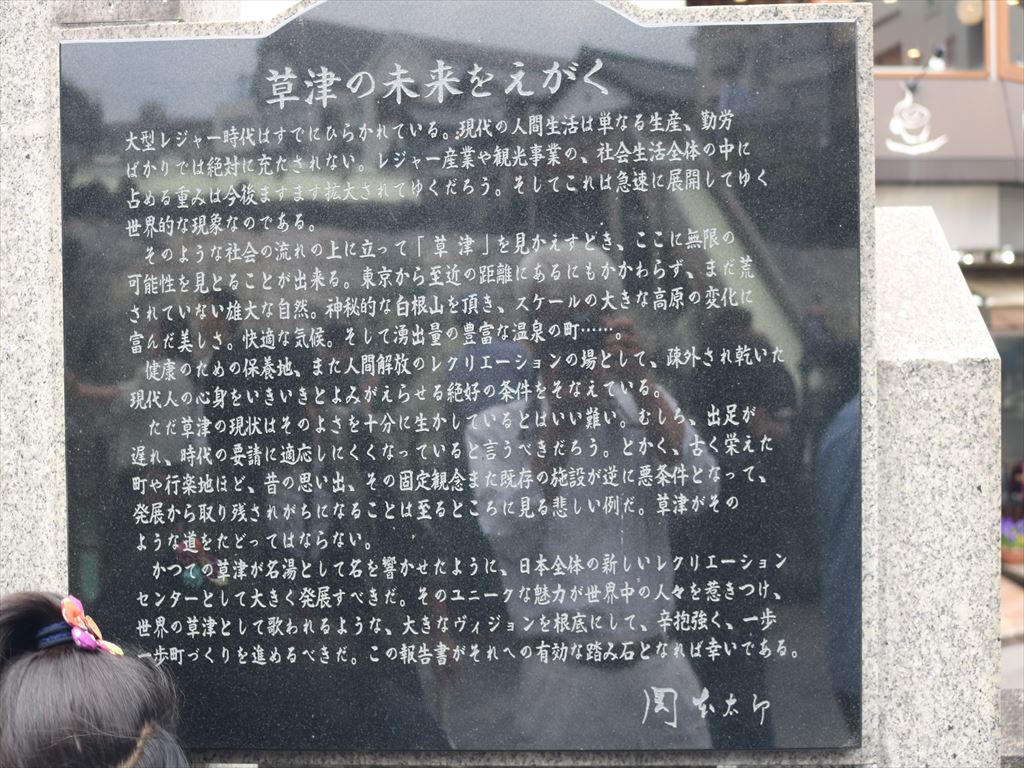 草津の未来をえがく
大型レジャー時代はすでにひらかれている。現代の人間生活は単なる生産、勤労
ばかりでは絶対に充たされない。レジャー産業や観光事業の、社会生活全体の中に
占める重みは今後ますます拡大されてゆくだろう。そしてこれは急速に展開してゆく
世界的な現象なのである。
そのような社会の流れの上に立って「草津」を見かえすとき、ここに無限の
可能性を見とることが出来る。東京から至近の距離にあるにもかかわらず、まだ荒
されていない雄大な自然。神秘的な白根山を頂き、スケールの大きな高原の変化に
富んだ美しさ。快適な気候。そして湧出量の豊富な温泉の町……。
健康のための保養地、また人間解放のレクリエーションの場として、疎外され乾いた
現代人の心身をいきいきとよみがえらせる絶好の条件をそなえている。
ただ草津の現状はそのよさを十分に生かしているとはいい難い。むしろ、出足が
遅れ、時代の要請に適応しにくくなっていると言うべきだろう。とかく、古く栄えた
町や行楽地ほど、昔の思い出、その固定観念また既存の施設が逆に悪条件となって、
発展から取り残されがちになることは至るところに見る悲しい例だ。草津がその
ような道をたどってはならない。
かつての草津が名湯として名を響かせたように、日本全体の新しいレクリエーション
センターとして大きく発展すべきだ。そのユニークな魅力が世界中の人々を惹きつけ、
世界の草津として歌われるような、大きなヴィジョンを根底にして、辛抱強く、一歩
一歩町づくりを進めるべきだ。この報告書がそれへの有効な踏み石となれば幸いである。
岡本太郎